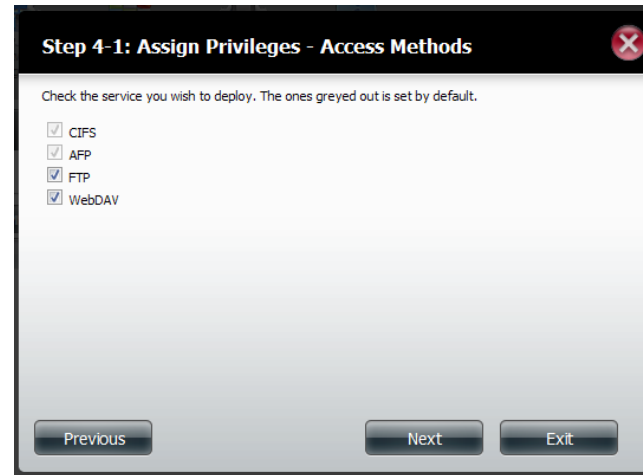 Step 4-1: Assign Privileges - Access Methods
Check the service you wish to deploy. The ones greyed out is set by default.
CIFS
AFP
FTP
WebDAV
Previous
Next
Exit